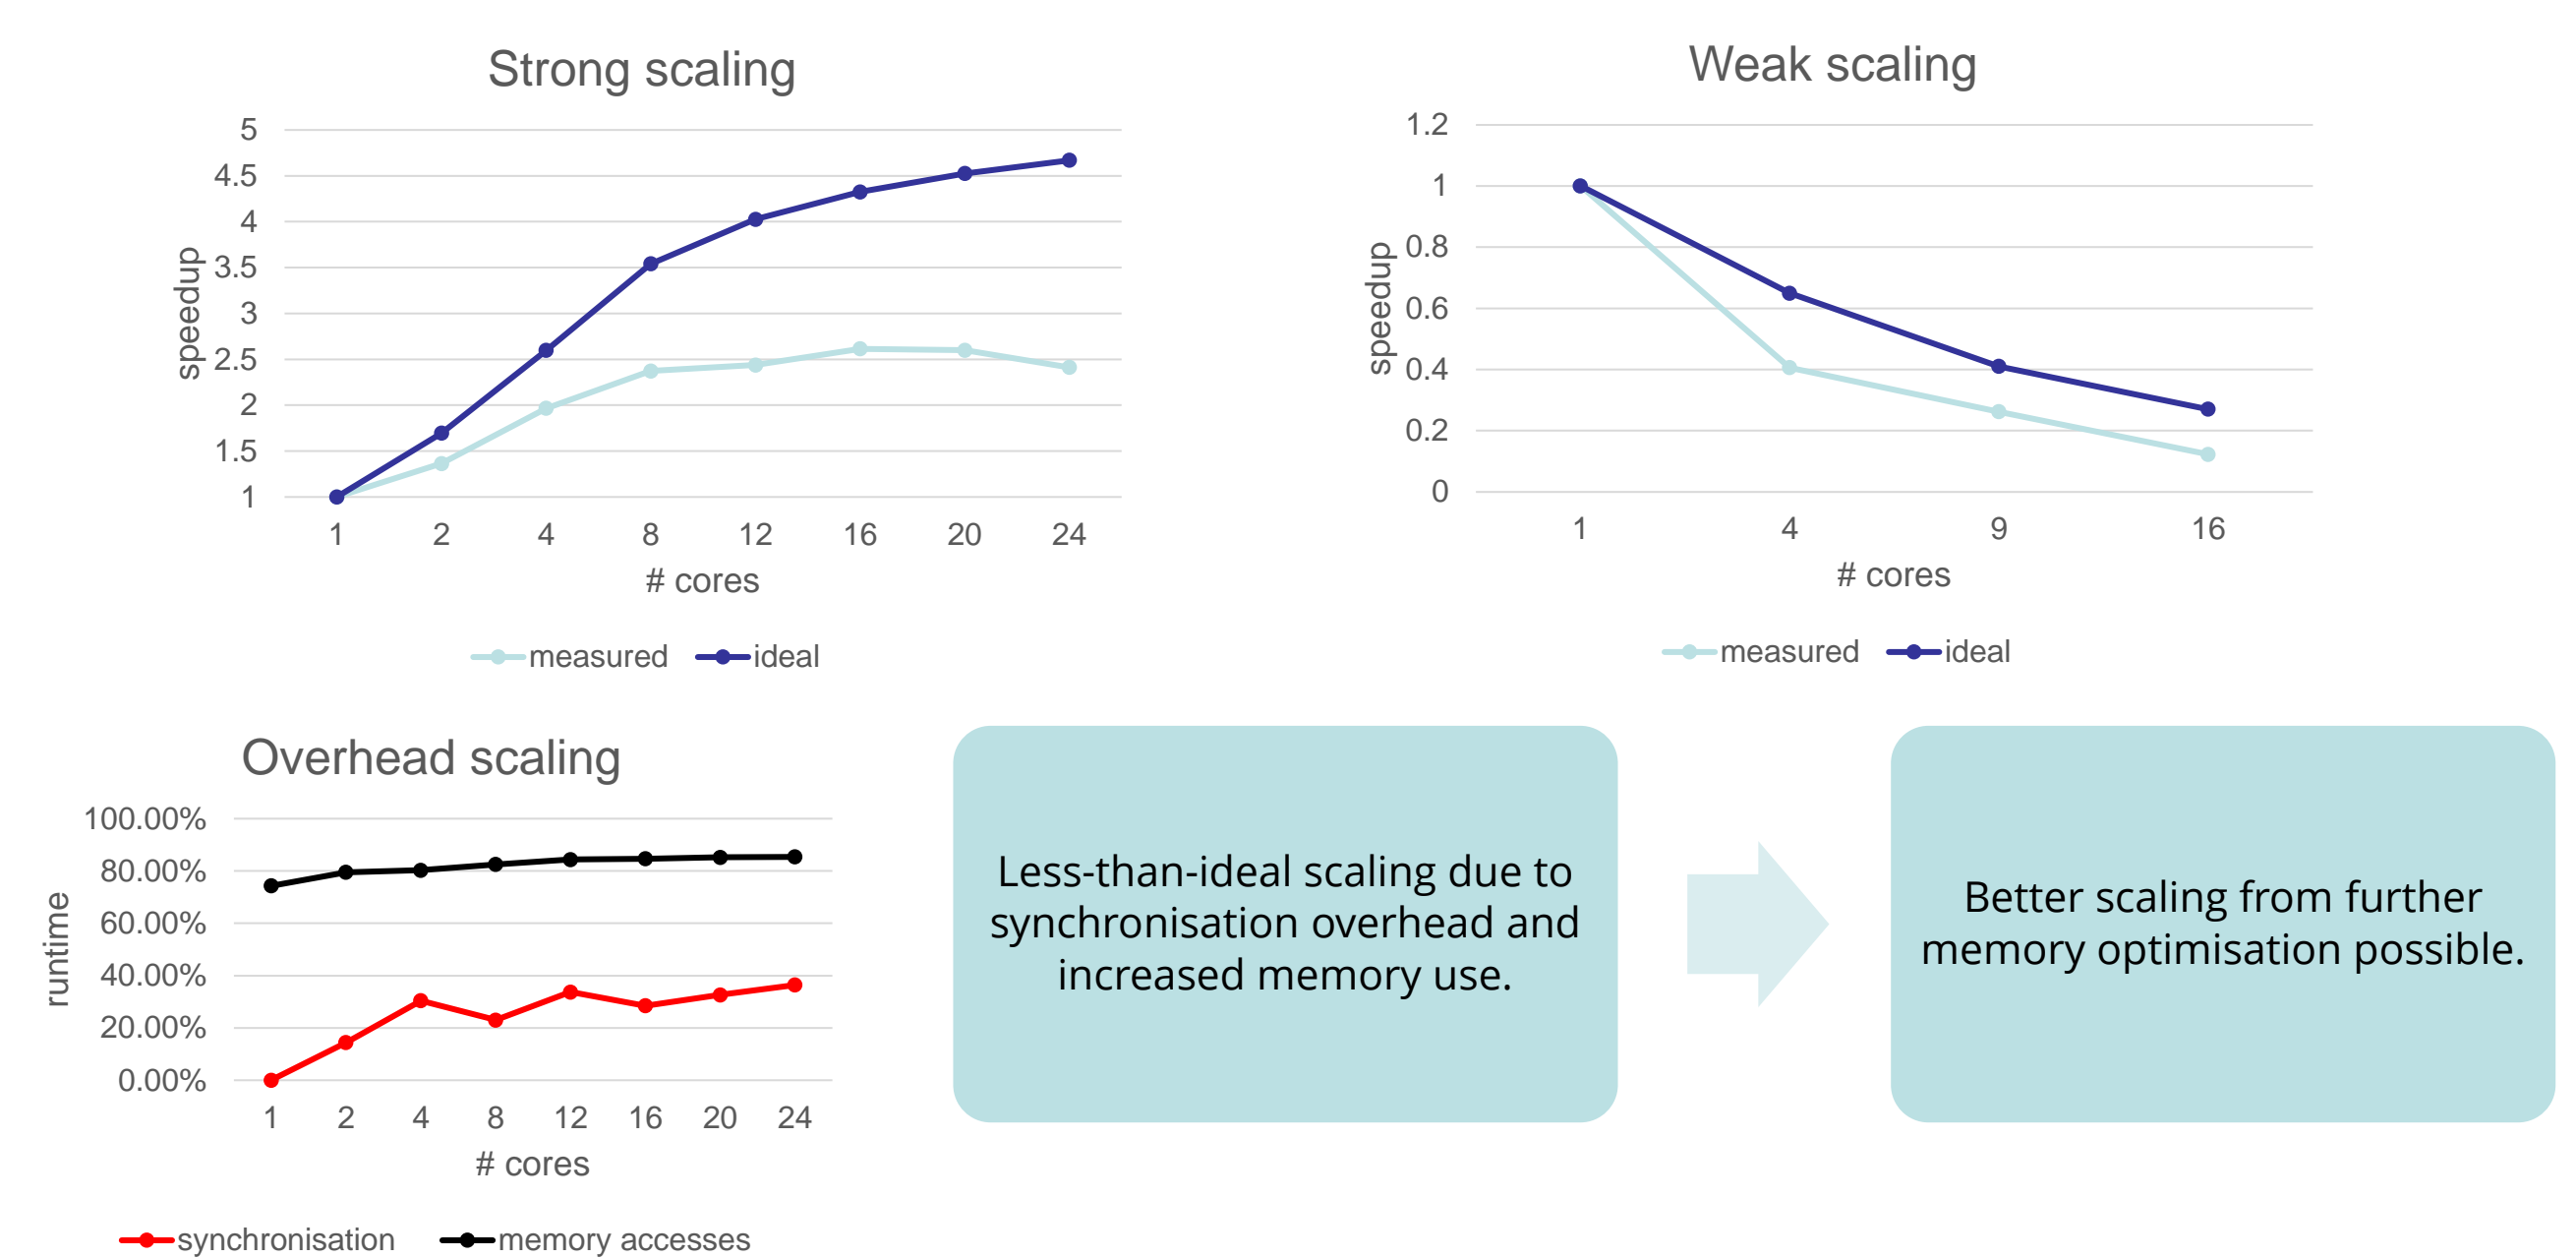 Strong scaling
5
4.5
4
3.5
3
2.5
2
1.5
1
speedup
1 2 4 8 12 16 20 24
# cores
measured ideal
Weak scaling
1.2
1
0.8
0.6
0.4
0.2
0
speedup
1 4 9 16
# cores
measured ideal
Overhead scaling
100.00%
80.00%
60.00%
40.00%
20.00%
0.00%
runtime
1 2 4 8 12 16 20 24
# cores
synchronisation memory accesses
Less-than-ideal scaling due to
synchronisation overhead and
increased memory use.
Better scaling from further
memory optimisation possible.